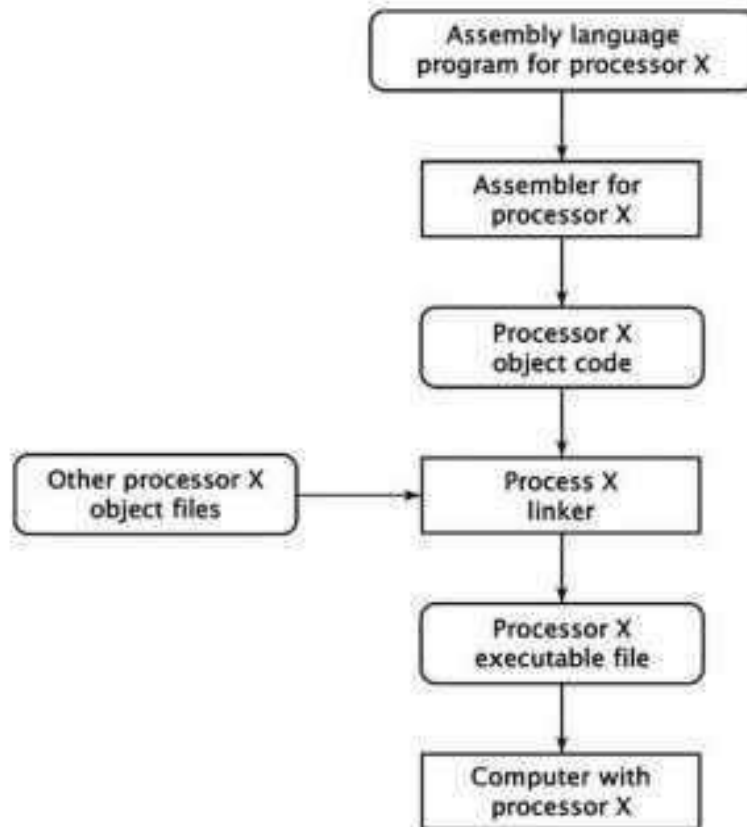 Assembly language
program for processor X
Assembler for
processor X
Processor X
object code
Other processor X
object files
Process X
linker
Processor X
executable file
Computer with
processor X